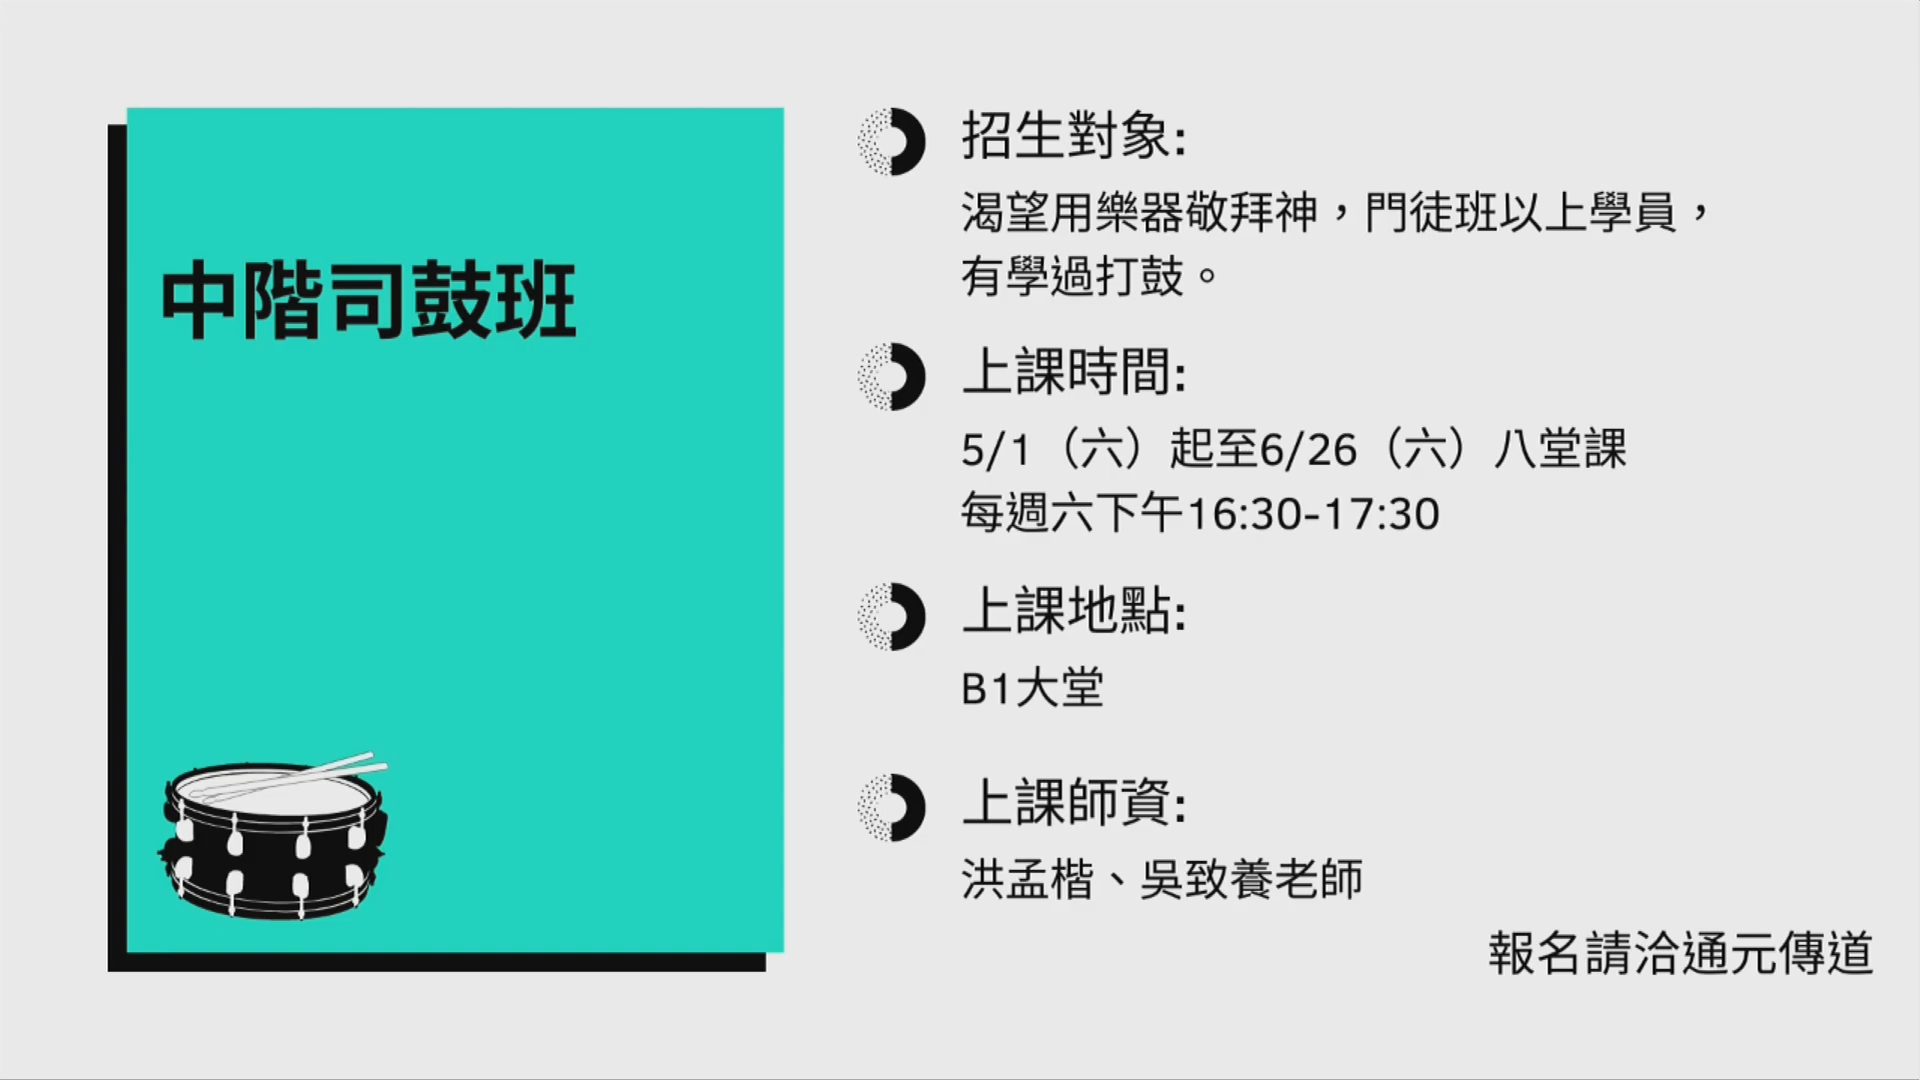 中階司鼓班
招生對象:
渴望用樂器敬拜神，門徒班以上學員，
有學過打鼓。
上課時間:
5/1（六）起至6/26（六）八堂課
每週六下午16:30-17:30
上課地點:
B1大堂
上課師資:
洪孟楷、吳致養老師
報名請洽通元傳道